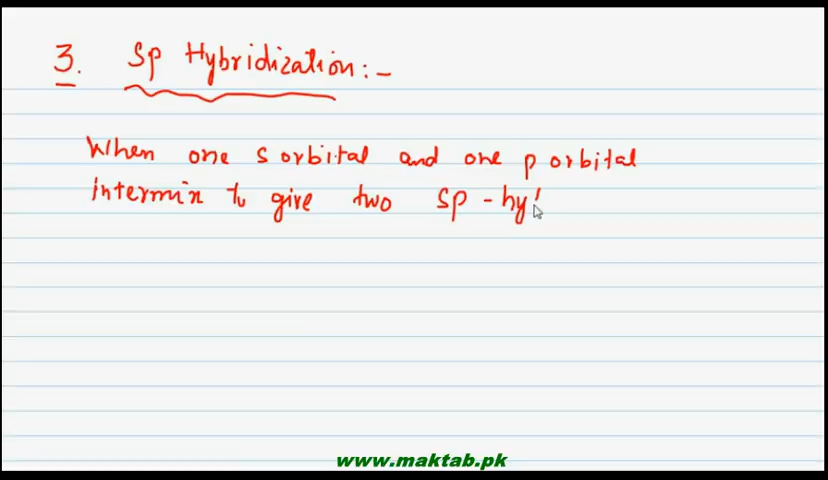 3. Sp Hybridization:-
When one s orbital and one p orbital
intermix to give two sp - hy
www.maktab.pk